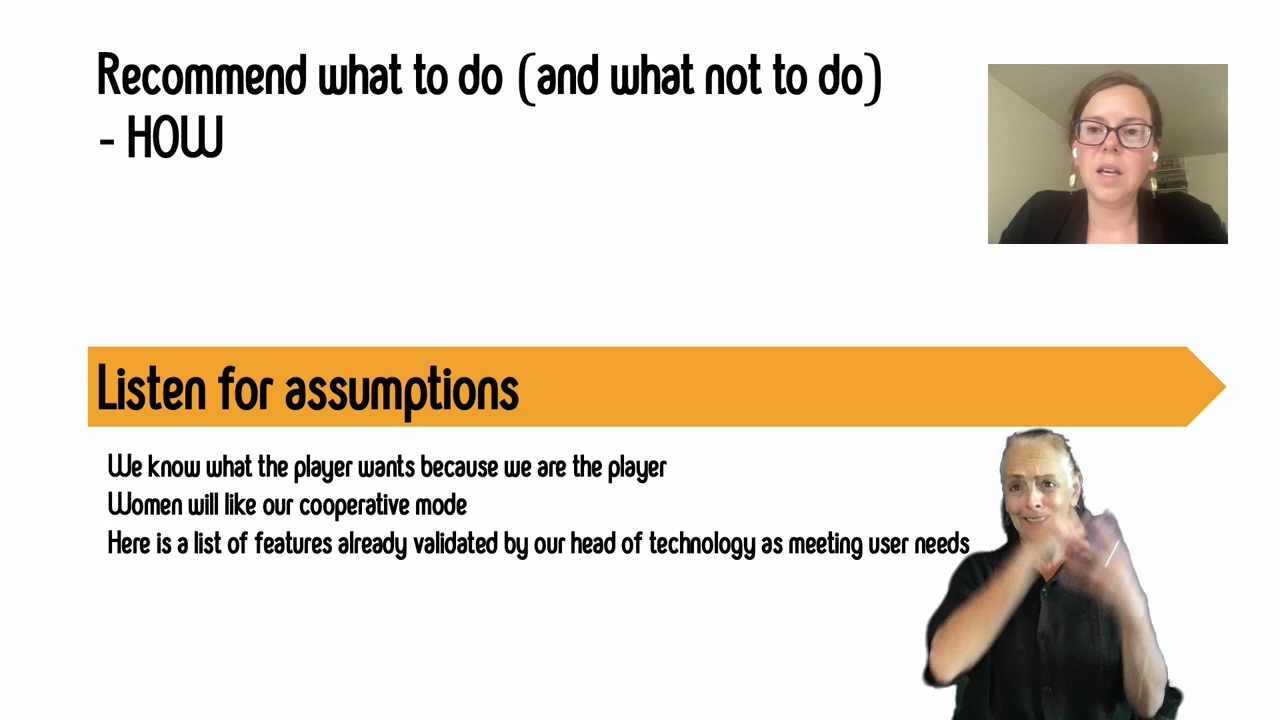 Recommend what to do (and what not to do)
- HOW
Listen for assumptions
We know what the player wants because we are the player
Women will like our cooperative mode
Here is a list of features already validated by our head of technology as meeting user needs